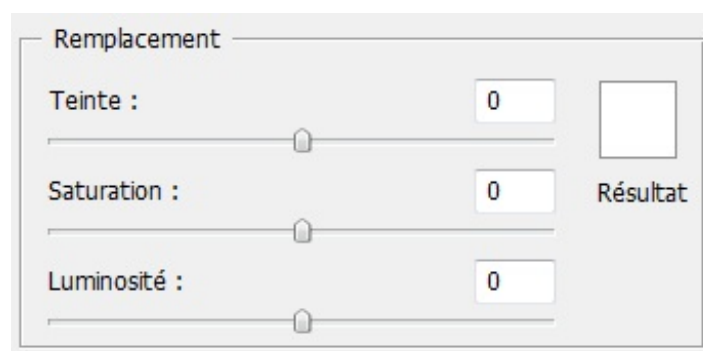 Remplacement
Teinte : 0
Saturation : 0 Résultat
Luminosité : 0